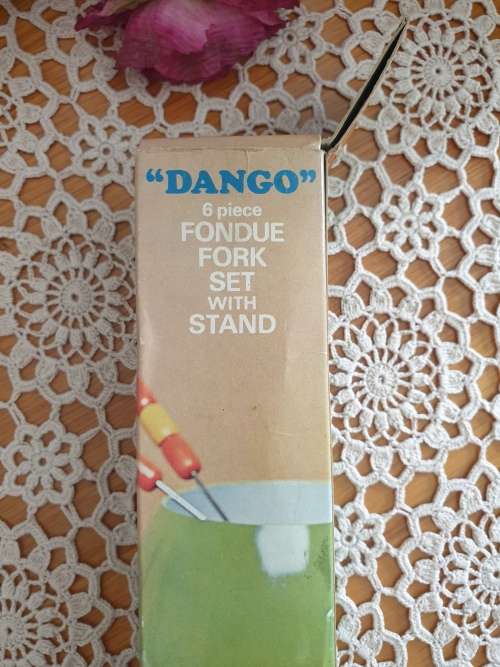 “DANGO”
6 piece
FONDUE
FORK
SET
WITH
STAND